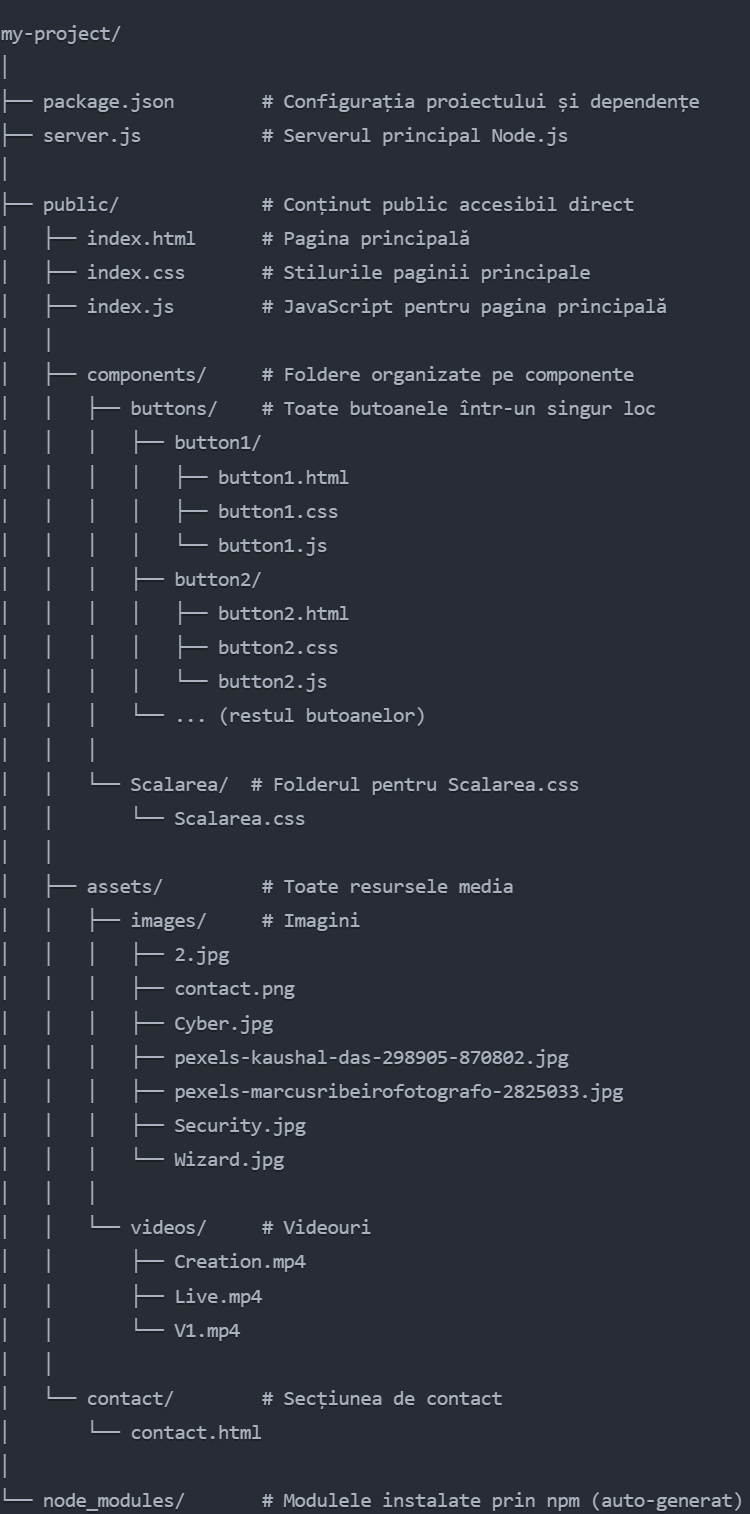 my-project/
│
├── package.json        # Configurația proiectului și dependențe
├── server.js           # Serverul principal Node.js
│
├── public/             # Conținut public accesibil direct
│   ├── index.html      # Pagina principală
│   ├── index.css       # Stilurile paginii principale
│   ├── index.js        # JavaScript pentru pagina principală
│   │
│   ├── components/     # Foldere organizate pe componente
│   │   ├── buttons/    # Toate butoanele într-un singur loc
│   │   │   ├── button1/
│   │   │   │   ├── button1.html
│   │   │   │   ├── button1.css
│   │   │   │   └── button1.js
│   │   │   ├── button2/
│   │   │   │   ├── button2.html
│   │   │   │   ├── button2.css
│   │   │   │   └── button2.js
│   │   │   └── ... (restul butoanelor)
│   │   │
│   │   └── Scalarea/  # Folderul pentru Scalarea.css
│   │       └── Scalarea.css
│   │
│   ├── assets/         # Toate resursele media
│   │   ├── images/     # Imagini
│   │   │   ├── 2.jpg
│   │   │   ├── contact.png
│   │   │   ├── Cyber.jpg
│   │   │   ├── pexels-kaushal-das-298905-870802.jpg
│   │   │   ├── pexels-marcusribeirofotografo-2825033.jpg
│   │   │   ├── Security.jpg
│   │   │   └── Wizard.jpg
│   │   │
│   │   └── videos/     # Videouri
│   │       ├── Creation.mp4
│   │       ├── Live.mp4
│   │       └── V1.mp4
│   │
│   └── contact/        # Secțiunea de contact
│       └── contact.html
│
└── node_modules/       # Modulele instalate prin npm (auto-generat)